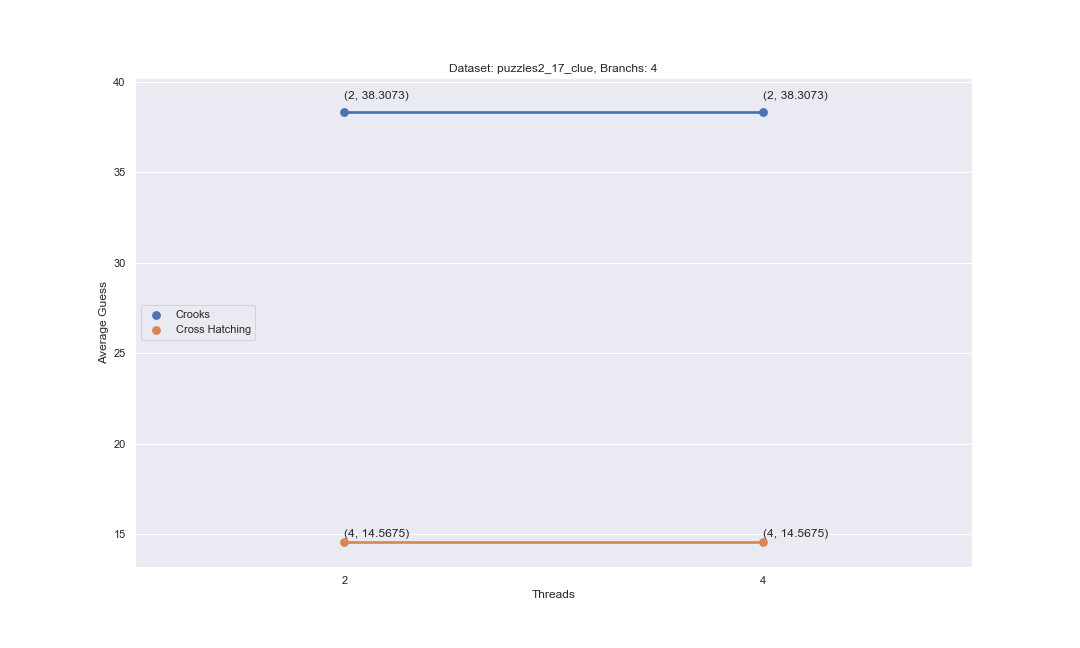 Dataset: puzzles2_17_clue, Branchs: 4
40
35
30
25
20
15
Average Guess
(2, 38.3073)
(2, 38.3073)
Crooks
Cross Hatching
(4, 14.5675)
(4, 14.5675)
2
4
Threads